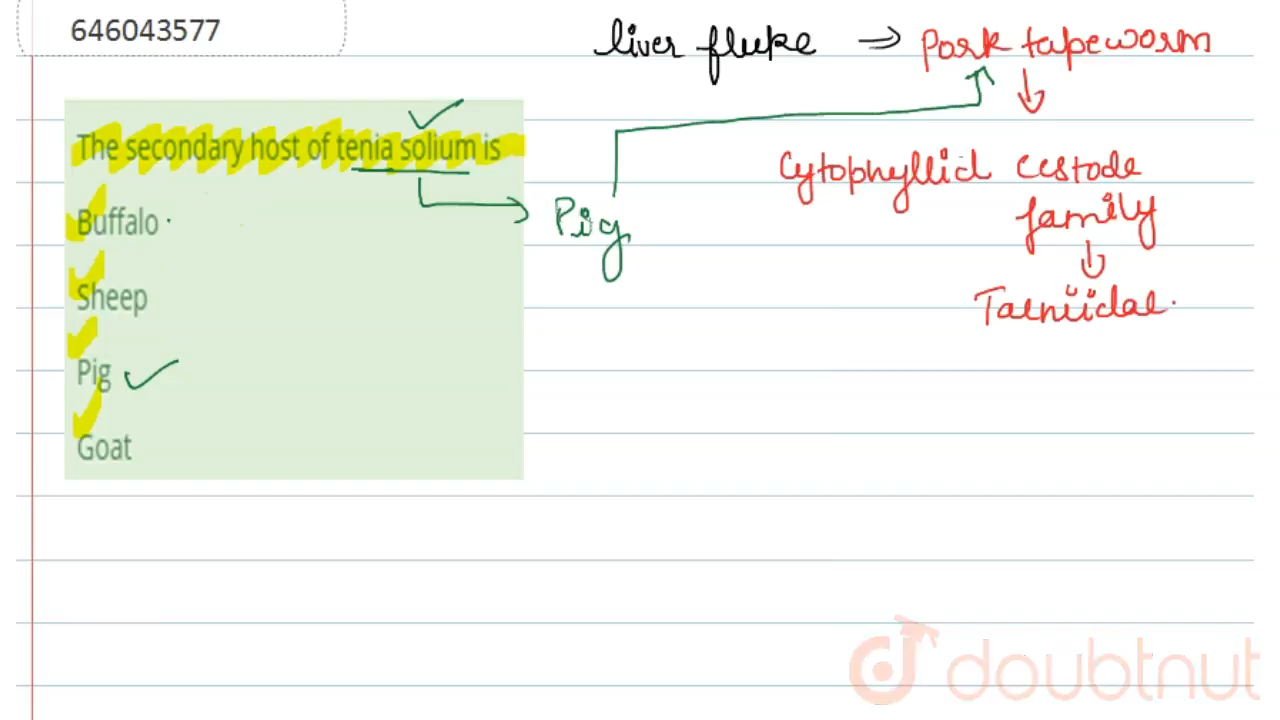 646043577
liver fluke ⇒ Pork tapeworm
The secondary host of tenia solium is
Cytophyllid cestode
family
Buffalo
Pig
Sheep
Taeniidae.
Pig
Goat
doubtnut